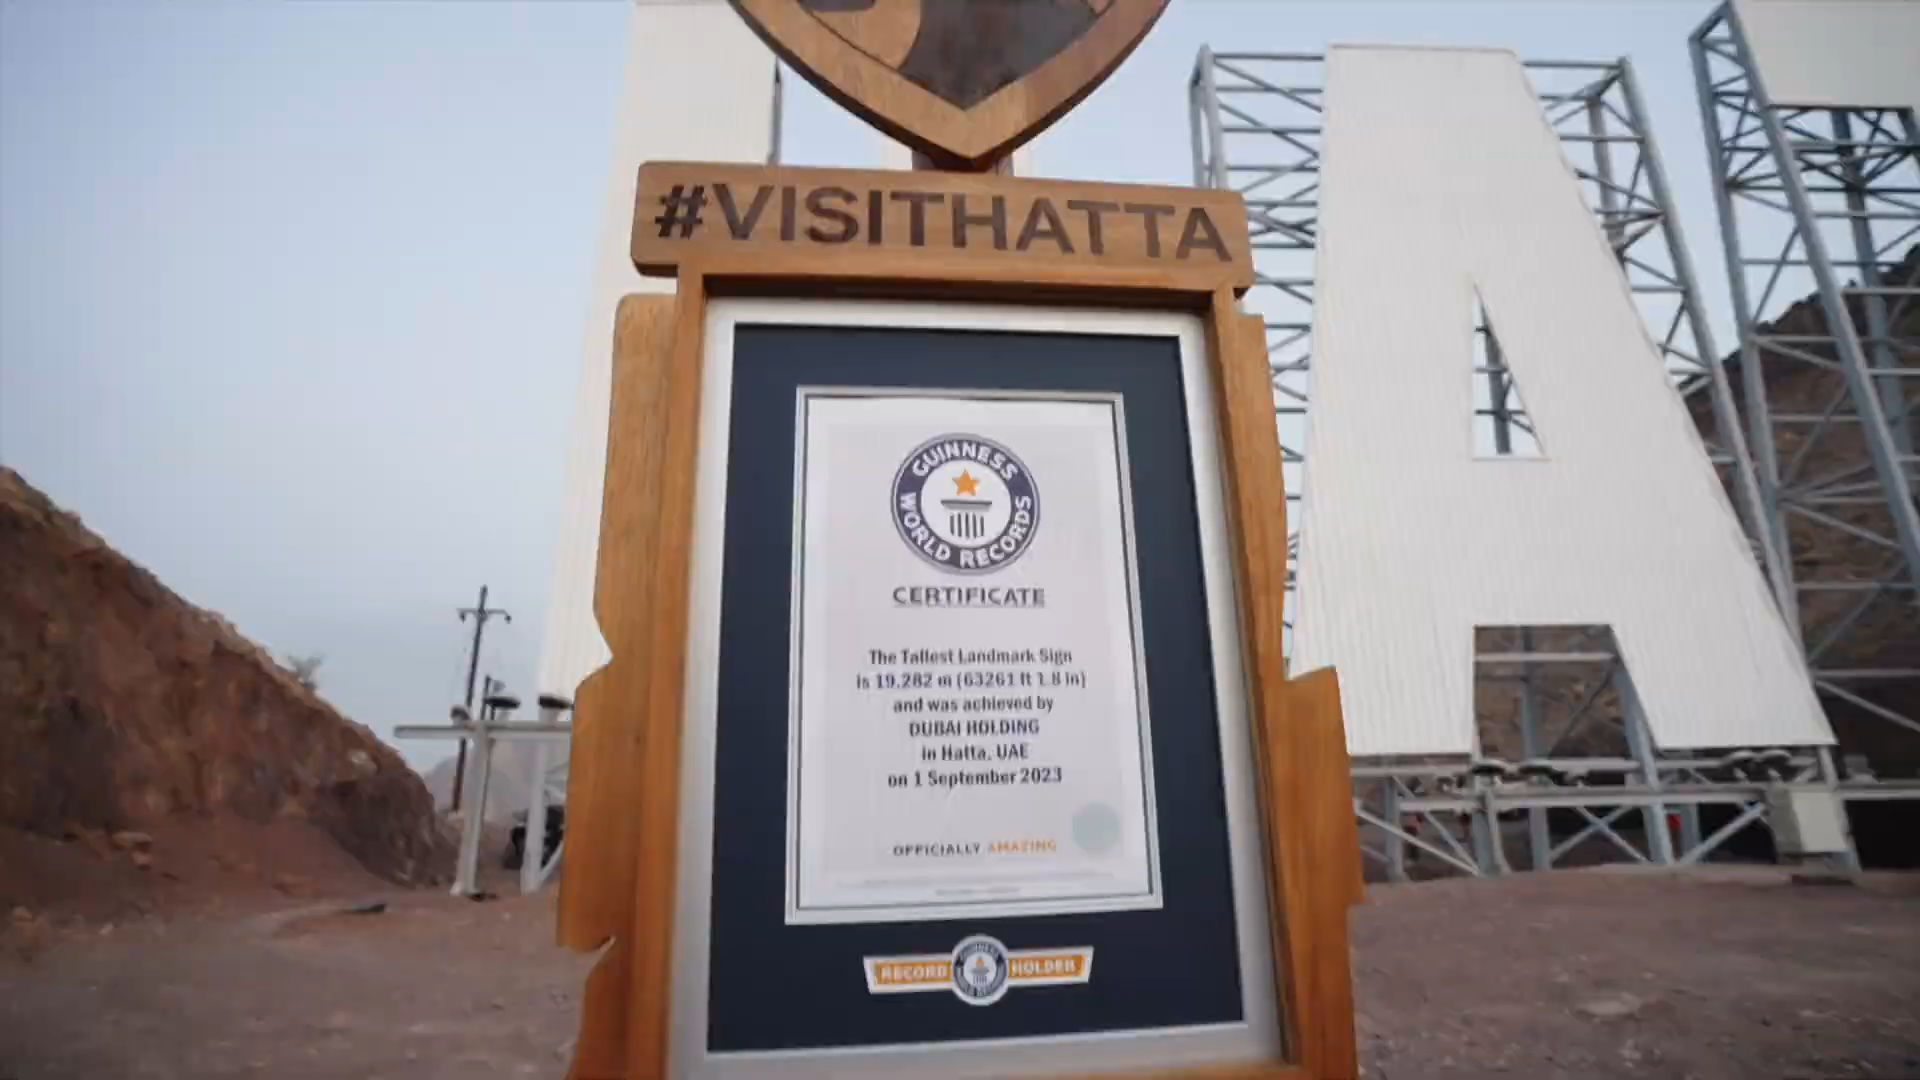 #VISITHATTA
GUINNESS
WORLD RECORDS
CERTIFICATE
The Tallest Landmark Sign
is 19.282 m (63261 ft 1.8 in)
and was achieved by
DUBAI HOLDING
in Hatta, UAE
on 1 September 2023
OFFICIALLY AMAZING
RECORD HOLDER